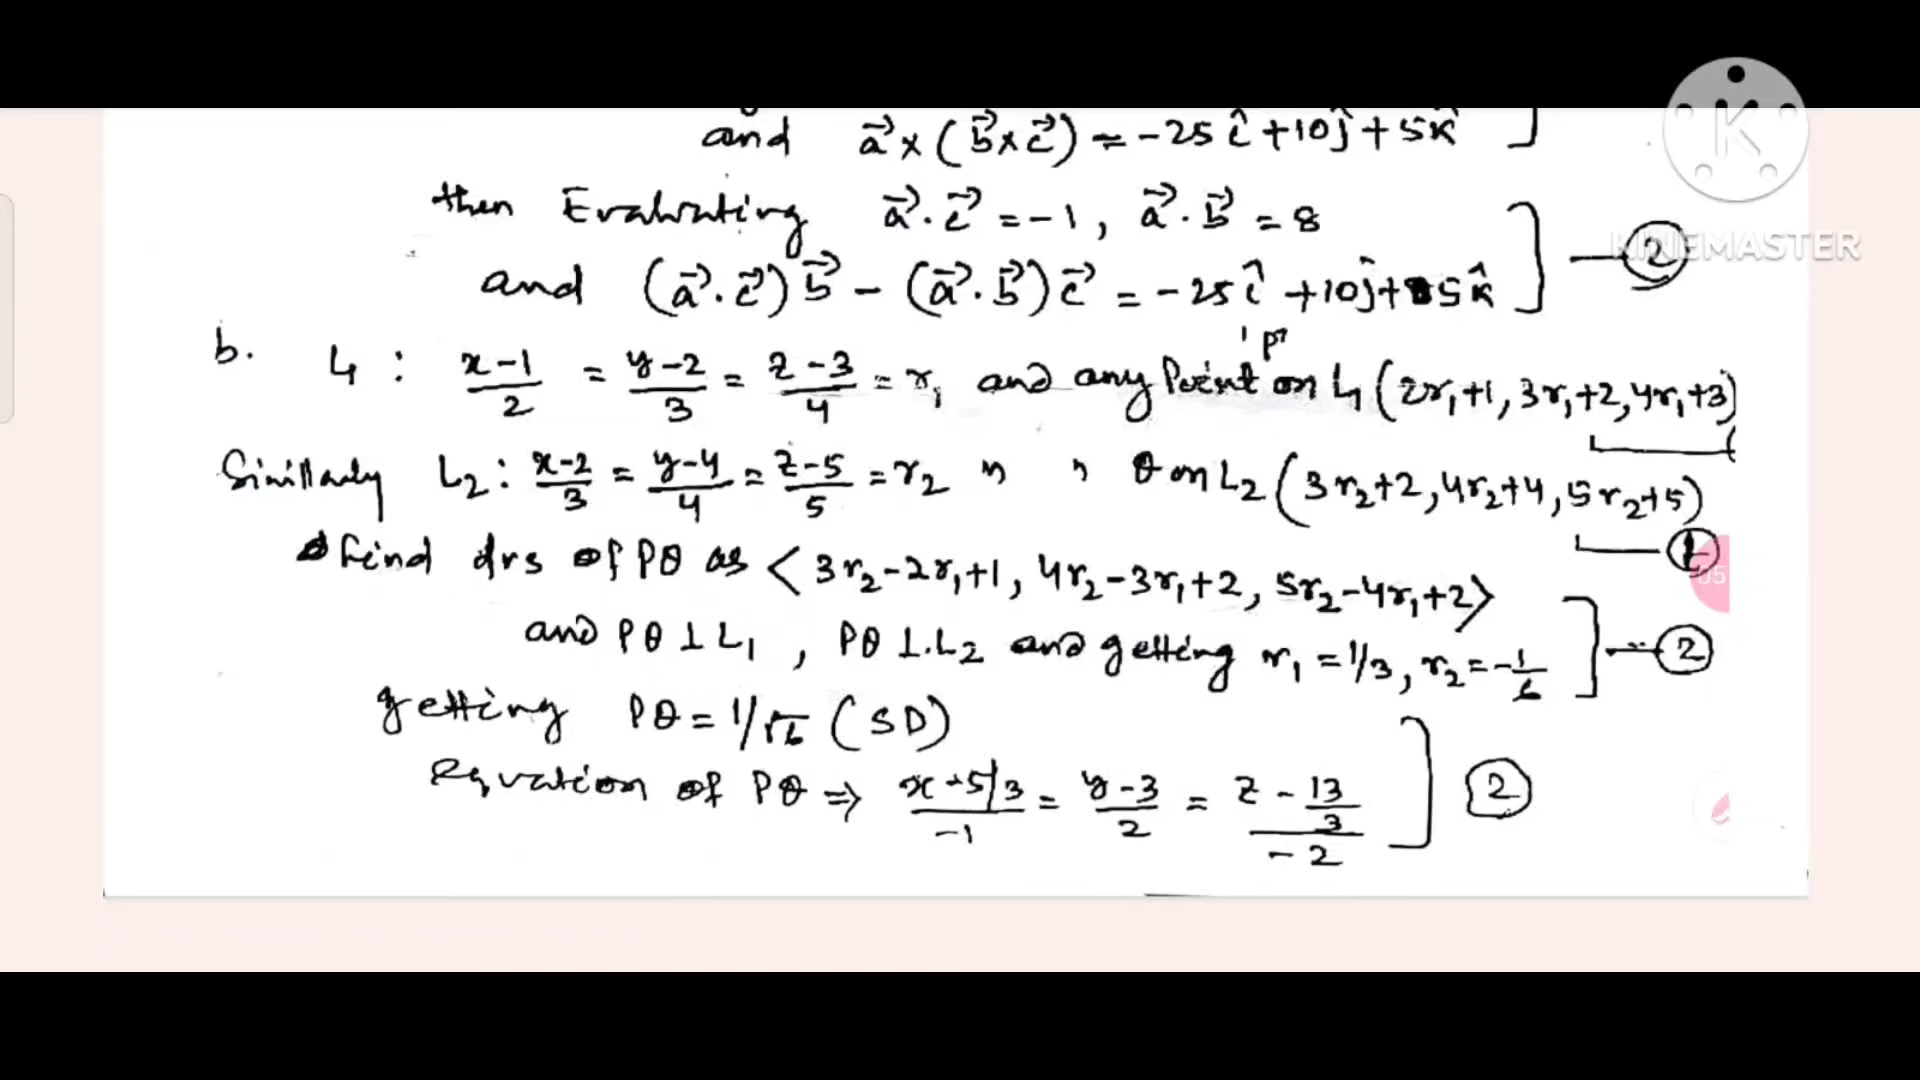 and a⃗×(b⃗×c⃗) = -25î+10ĵ+5k̂ ]
KINEMASTER
then Evaluating a⃗.c⃗ = -1, a⃗.b⃗ = 8
and (a⃗.c⃗)b⃗ - (a⃗.b⃗)c⃗ = -25î+10ĵ+5k̂ ] — ②
b. L₁ : (x-1)/2 = (y-2)/3 = (z-3)/4 = r₁ and any Point P on L₁ (2r₁+1, 3r₁+2, 4r₁+3)
Similarly L₂ : (x-2)/3 = (y-4)/4 = (z-5)/5 = r₂ " " Q on L₂ (3r₂+2, 4r₂+4, 5r₂+5) — ①
find drs of PQ as <3r₂-2r₁+1, 4r₂-3r₁+2, 5r₂-4r₁+2>
and PQ ⊥ L₁, PQ ⊥.L₂ and getting r₁ = 1/3, r₂ = -1/6 ] — ②
getting PQ = 1/√6 (SD)
Equation of PQ ⇒ (x-5/3)/-1 = (y-3)/2 = (z-13/3)/-2 ] ②